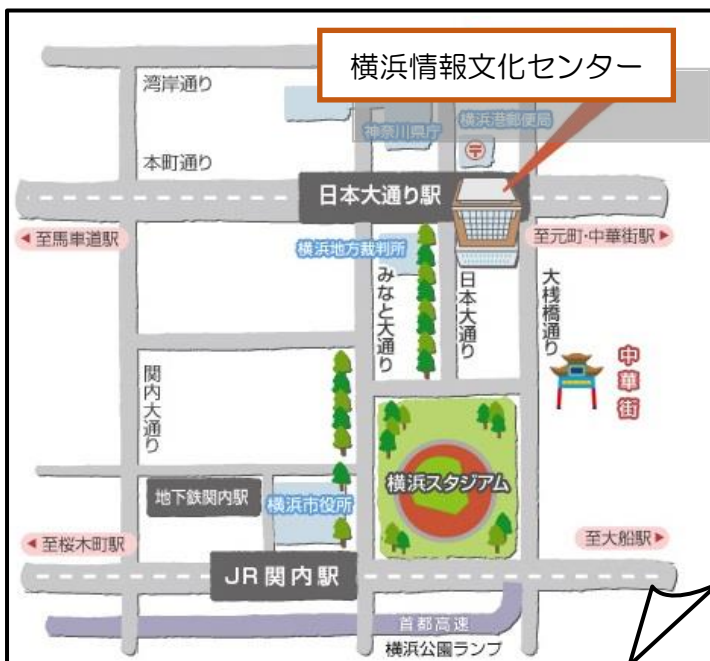 横浜情報文化センター
湾岸通り
神奈川県庁
横浜港郵便局
〒
本町通り
日本大通り駅
◀至馬車道駅
横浜地方裁判所
至元町・中華街駅▶
みなと大通り
日本大通り
大桟橋通り
中華街
関内大通り
横浜スタジアム
地下鉄関内駅
横浜市役所
◀至桜木町駅
至大船駅▶
JR関内駅
首都高速
横浜公園ランプ